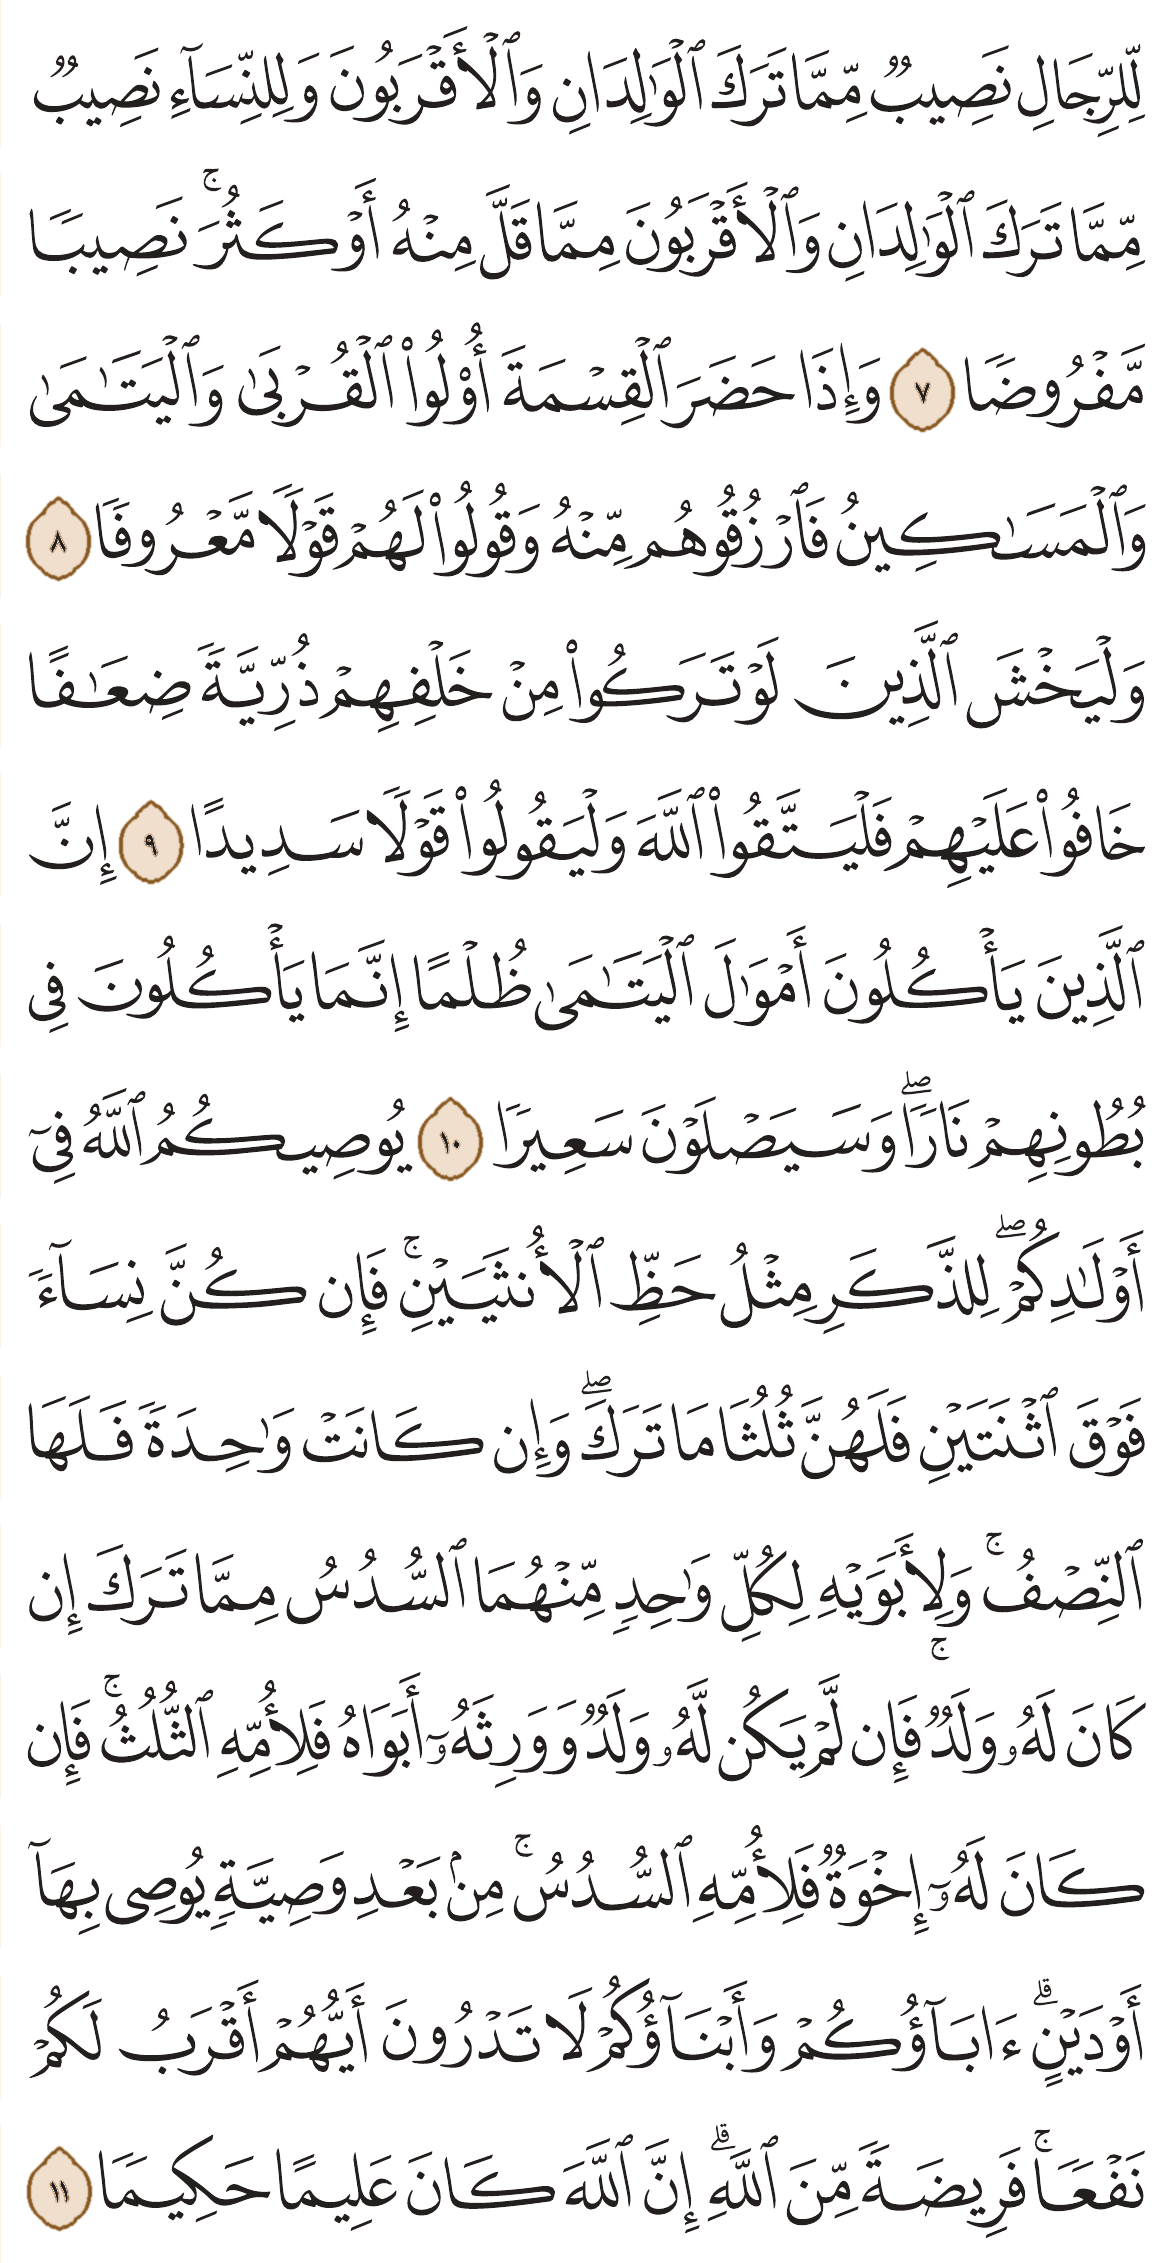 لِّلرِّجَالِ نَصِيبٌ مِّمَّا تَرَكَ ٱلْوَٰلِدَانِ وَٱلْأَقْرَبُونَ وَلِلنِّسَآءِ نَصِيبٌ
مِّمَّا تَرَكَ ٱلْوَٰلِدَانِ وَٱلْأَقْرَبُونَ مِمَّا قَلَّ مِنْهُ أَوْ كَثُرَ ۚ نَصِيبًا
مَّفْرُوضًا ٧ وَإِذَا حَضَرَ ٱلْقِسْمَةَ أُو۟لُوا۟ ٱلْقُرْبَىٰ وَٱلْيَتَـٰمَىٰ
وَٱلْمَسَـٰكِينُ فَٱرْزُقُوهُم مِّنْهُ وَقُولُوا۟ لَهُمْ قَوْلًا مَّعْرُوفًا ٨
وَلْيَخْشَ ٱلَّذِينَ لَوْ تَرَكُوا۟ مِنْ خَلْفِهِمْ ذُرِّيَّةً ضِعَـٰفًا
خَافُوا۟ عَلَيْهِمْ فَلْيَتَّقُوا۟ ٱللَّهَ وَلْيَقُولُوا۟ قَوْلًا سَدِيدًا ٩ إِنَّ
ٱلَّذِينَ يَأْكُلُونَ أَمْوَٰلَ ٱلْيَتَـٰمَىٰ ظُلْمًا إِنَّمَا يَأْكُلُونَ فِى
بُطُونِهِمْ نَارًا ۖ وَسَيَصْلَوْنَ سَعِيرًا ١٠ يُوصِيكُمُ ٱللَّهُ فِىٓ
أَوْلَـٰدِكُمْ ۖ لِلذَّكَرِ مِثْلُ حَظِّ ٱلْأُنثَيَيْنِ ۚ فَإِن كُنَّ نِسَآءً
فَوْقَ ٱثْنَتَيْنِ فَلَهُنَّ ثُلُثَا مَا تَرَكَ ۖ وَإِن كَانَتْ وَٰحِدَةً فَلَهَا
ٱلنِّصْفُ ۚ وَلِأَبَوَيْهِ لِكُلِّ وَٰحِدٍ مِّنْهُمَا ٱلسُّدُسُ مِمَّا تَرَكَ إِن
كَانَ لَهُۥ وَلَدٌ ۚ فَإِن لَّمْ يَكُن لَّهُۥ وَلَدٌ وَوَرِثَهُۥٓ أَبَوَاهُ فَلِأُمِّهِ ٱلثُّلُثُ ۚ فَإِن
كَانَ لَهُۥٓ إِخْوَةٌ فَلِأُمِّهِ ٱلسُّدُسُ ۚ مِنۢ بَعْدِ وَصِيَّةٍ يُوصِى بِهَآ
أَوْ دَيْنٍ ۗ ءَابَآؤُكُمْ وَأَبْنَآؤُكُمْ لَا تَدْرُونَ أَيُّهُمْ أَقْرَبُ لَكُمْ
نَفْعًا ۚ فَرِيضَةً مِّنَ ٱللَّهِ ۗ إِنَّ ٱللَّهَ كَانَ عَلِيمًا حَكِيمًا ١١